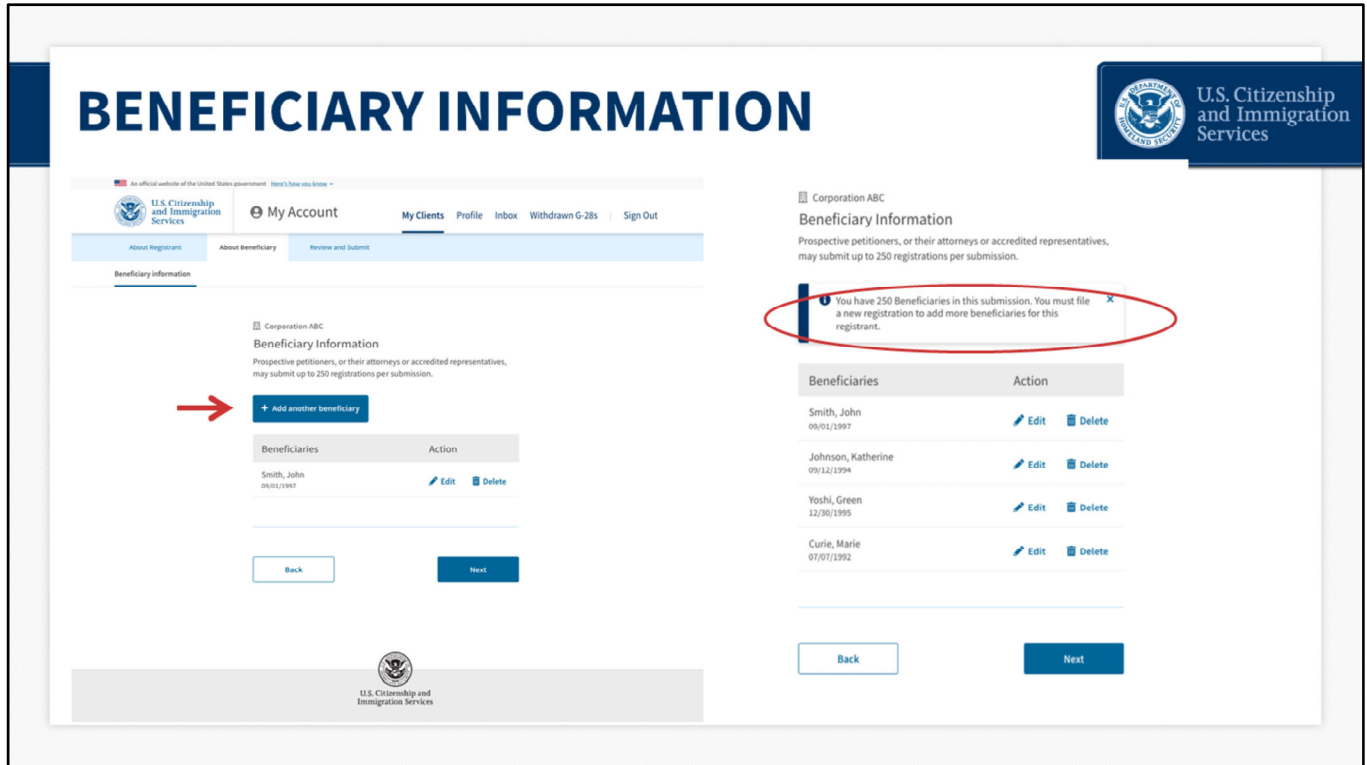 BENEFICIARY INFORMATION
U.S. Citizenship
and Immigration
Services
An official website of the United States government Here's how you know
U.S. Citizenship
and Immigration
Services
My Account
My Clients Profile Inbox Withdrawn G-28s | Sign Out
About Registrant About Beneficiary Review and Submit
Beneficiary information
Corporation ABC
Beneficiary Information
Prospective petitioners, or their attorneys or accredited representatives,
may submit up to 250 registrations per submission.
+ Add another beneficiary
Beneficiaries Action
Smith, John
09/01/1997
Edit Delete
Back Next
U.S. Citizenship and
Immigration Services
Corporation ABC
Beneficiary Information
Prospective petitioners, or their attorneys or accredited representatives,
may submit up to 250 registrations per submission.
You have 250 Beneficiaries in this submission. You must file
a new registration to add more beneficiaries for this
registrant.
X
Beneficiaries Action
Smith, John
09/01/1997
Edit Delete
Johnson, Katherine
09/12/1994
Edit Delete
Yoshi, Green
12/30/1995
Edit Delete
Curie, Marie
07/07/1992
Edit Delete
Back Next